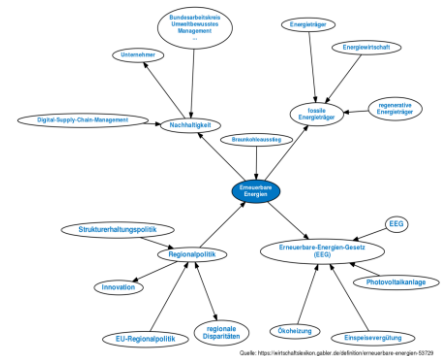 Bundesarbeitskreis
Umweltbewusstes
Management
...
Energieträger
Energiewirtschaft
Unternehmer
fossile
Energieträger
regenerative
Energieträger
Digital-Supply-Chain-Management
Nachhaltigkeit
Braunkohleausstieg
Erneuerbare
Energien
Strukturerhaltungspolitik
EEG
Regionalpolitik
Erneuerbare-Energien-Gesetz
(EEG)
Innovation
Photovoltaikanlage
EU-Regionalpolitik
regionale
Disparitäten
Ökoheizung
Einspeisevergütung
Quelle: https://wirtschaftslexikon.gabler.de/definition/erneuerbare-energien-53729